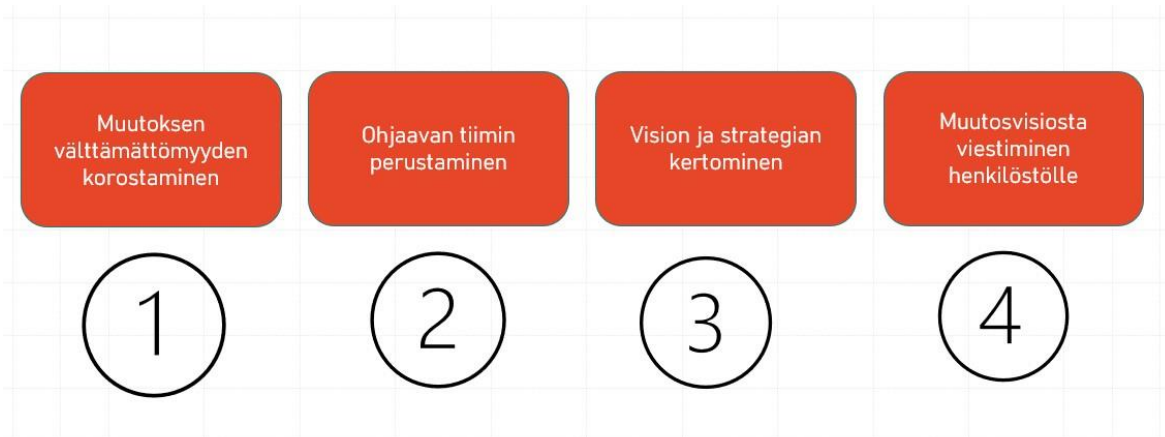 Muutoksen
välttämättömyyden
korostaminen
Ohjaavan tiimin
perustaminen
Vision ja strategian
kertominen
Muutosvisiosta
viestiminen
henkilöstölle
1
2
3
4